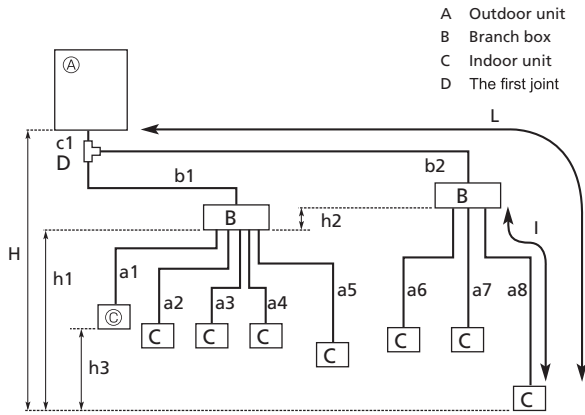 A Outdoor unit
B Branch box
C Indoor unit
D The first joint
A
L
c1
D
b1
b2
B
B
h2
l
H
h1
a1
a2
a3
a4
a5
a6
a7
a8
C
C
C
C
C
C
C
C
h3